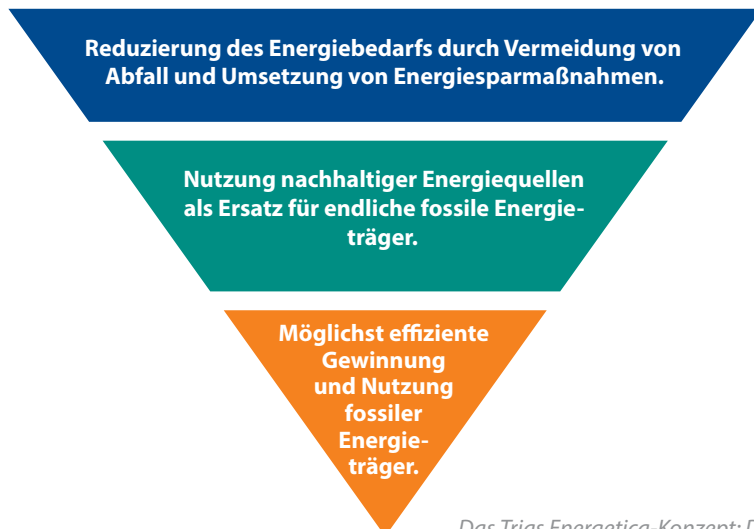 Reduzierung des Energiebedarfs durch Vermeidung von
Abfall und Umsetzung von Energiesparmaßnahmen.
Nutzung nachhaltiger Energiequellen
als Ersatz für endliche fossile Energie-
träger.
Möglichst effiziente
Gewinnung
und Nutzung
fossiler
Energie-
träger.
Das Trias Energetica-Konzept: